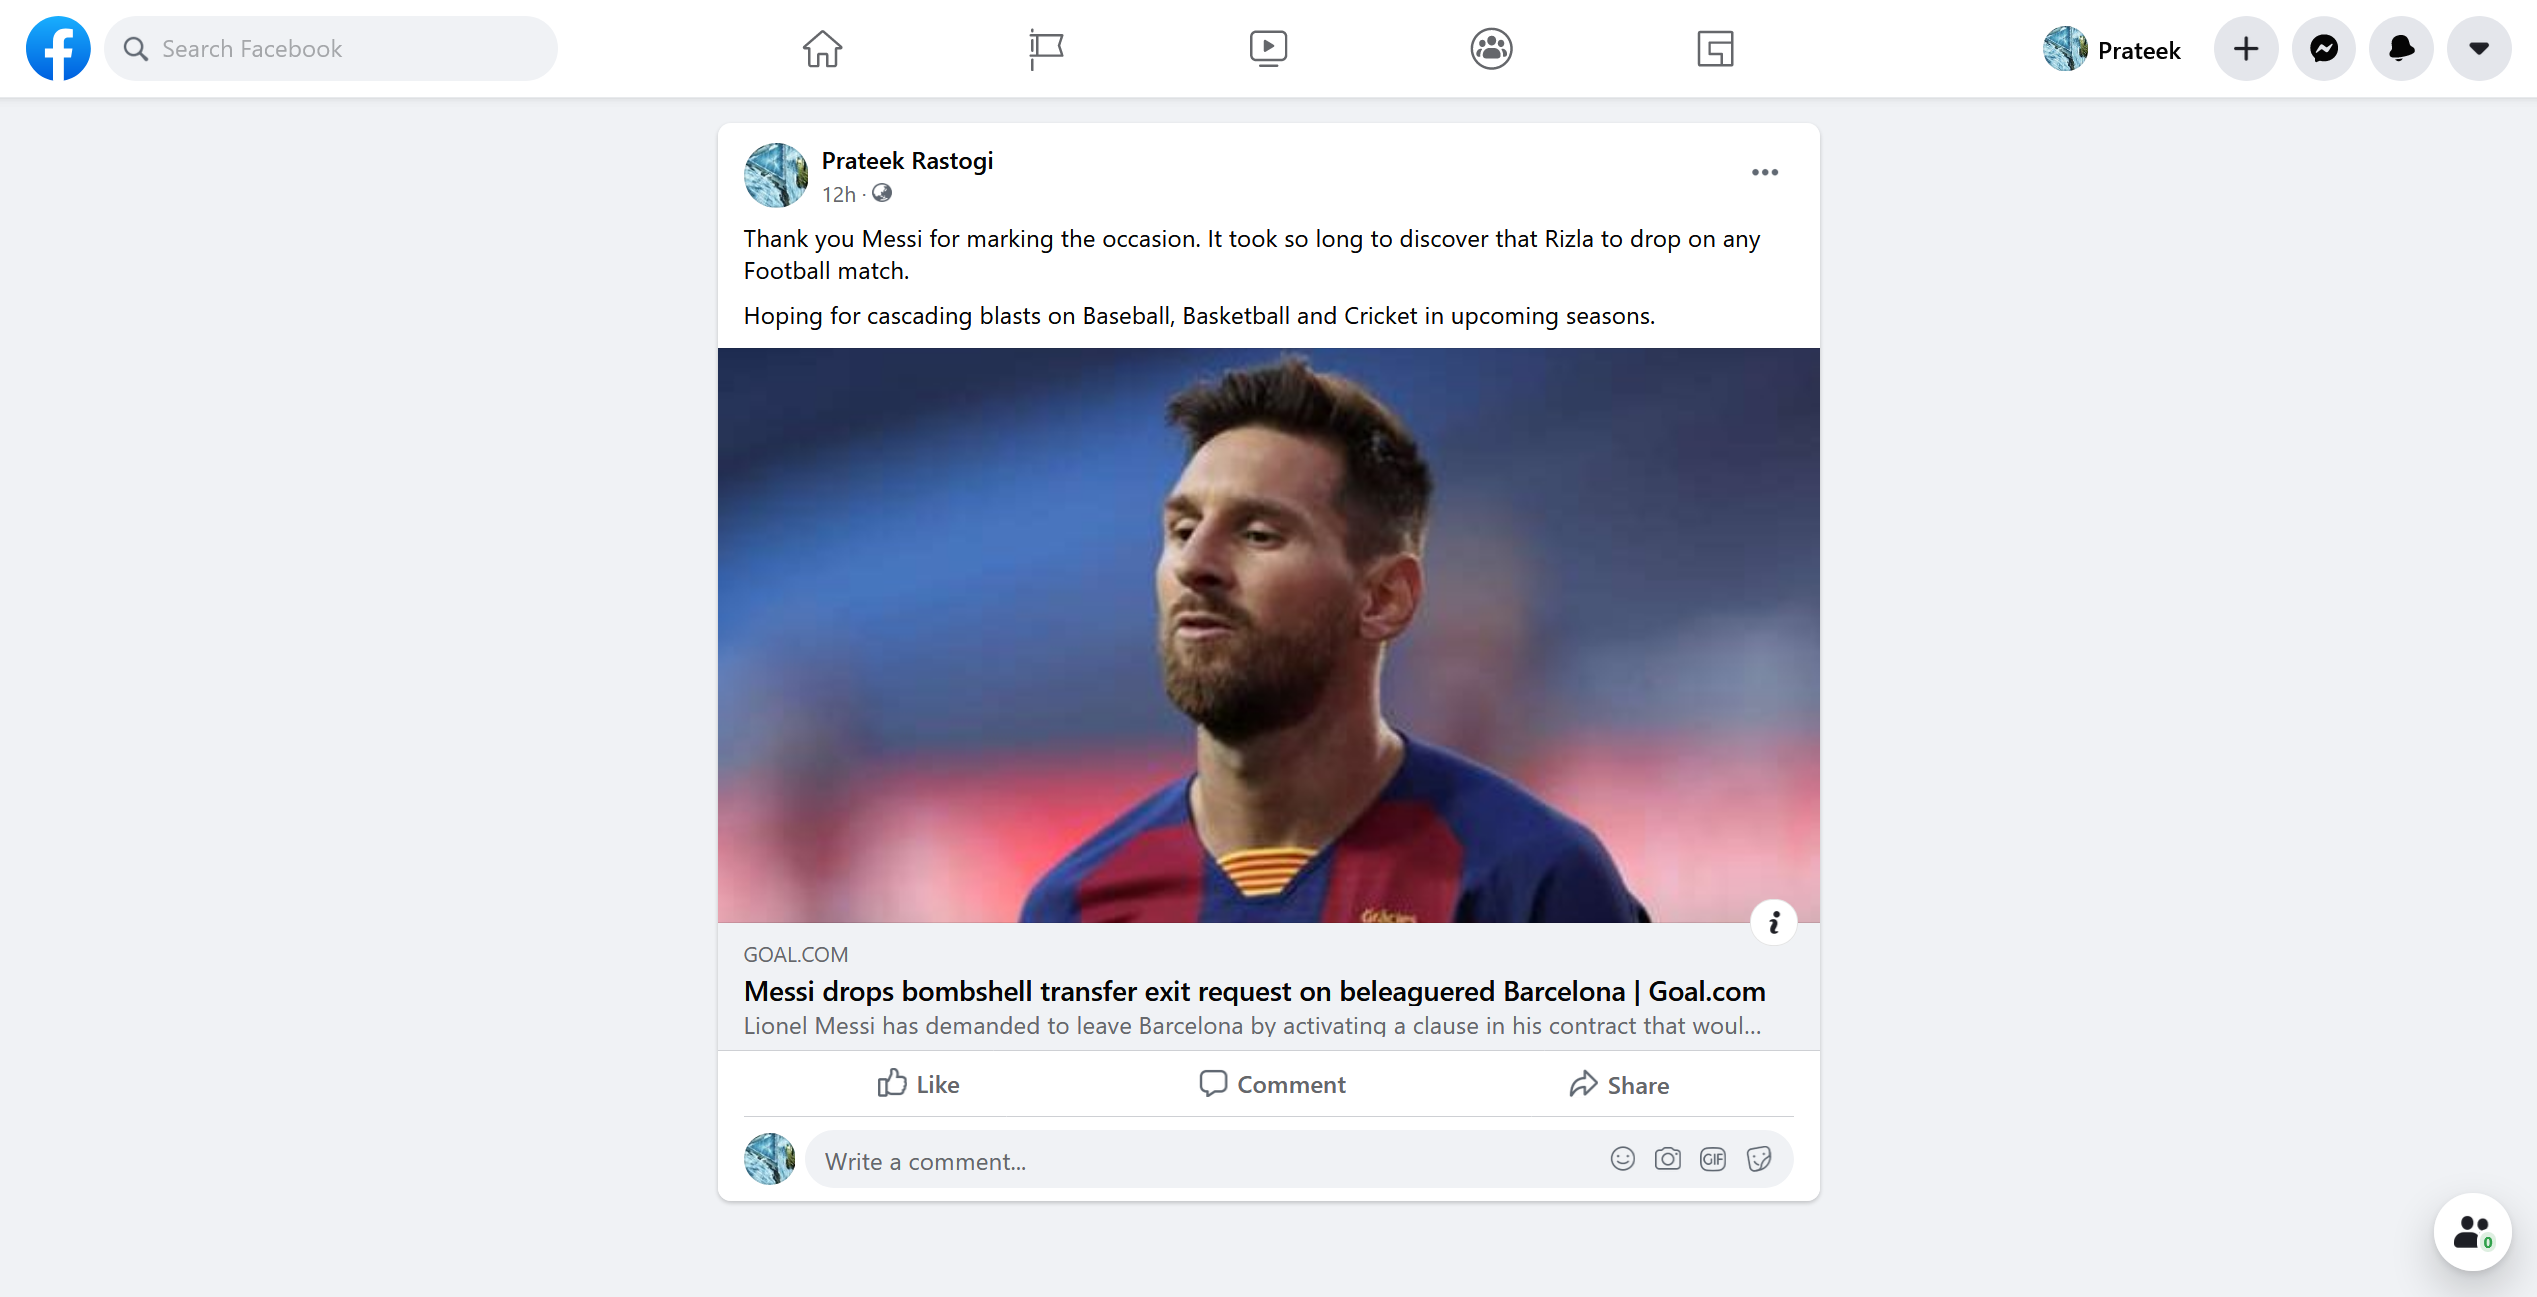 Search Facebook
Prateek
Prateek Rastogi
12h ·
Thank you Messi for marking the occasion. It took so long to discover that Rizla to drop on any
Football match.
Hoping for cascading blasts on Baseball, Basketball and Cricket in upcoming seasons.
Gràcies
i
GOAL.COM
Messi drops bombshell transfer exit request on beleaguered Barcelona | Goal.com
Lionel Messi has demanded to leave Barcelona by activating a clause in his contract that woul...
Like
Comment
Share
Write a comment...
GIF
0